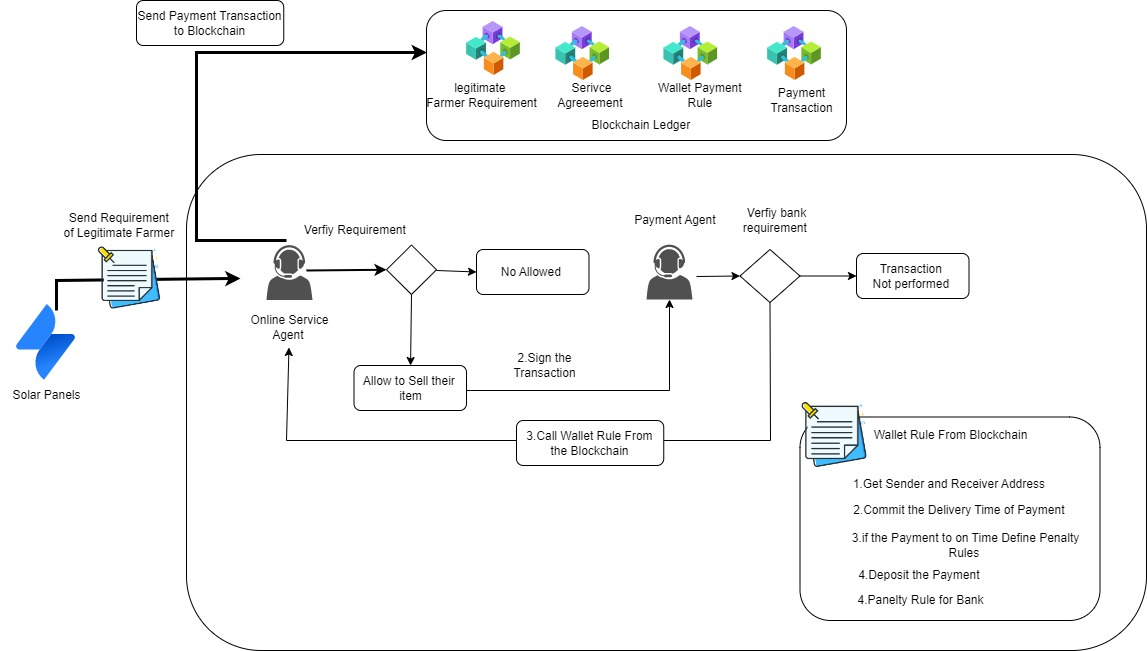 Send Payment Transaction
to Blockchain
legitimate
Farmer Requirement
Serivce
Agreeement
Wallet Payment
Rule
Payment
Transaction
Blockchain Ledger
Send Requirement
of Legitimate Farmer
Verfiy Requirement
Payment Agent
Verfiy bank
requirement
No Allowed
Transaction
Not performed
Online Service
Agent
Solar Panels
Allow to Sell their
item
2.Sign the
Transaction
3.Call Wallet Rule From
the Blockchain
Wallet Rule From Blockchain
1.Get Sender and Receiver Address
2.Commit the Delivery Time of Payment
3.if the Payment to on Time Define Penalty
Rules
4.Deposit the Payment
4.Panelty Rule for Bank